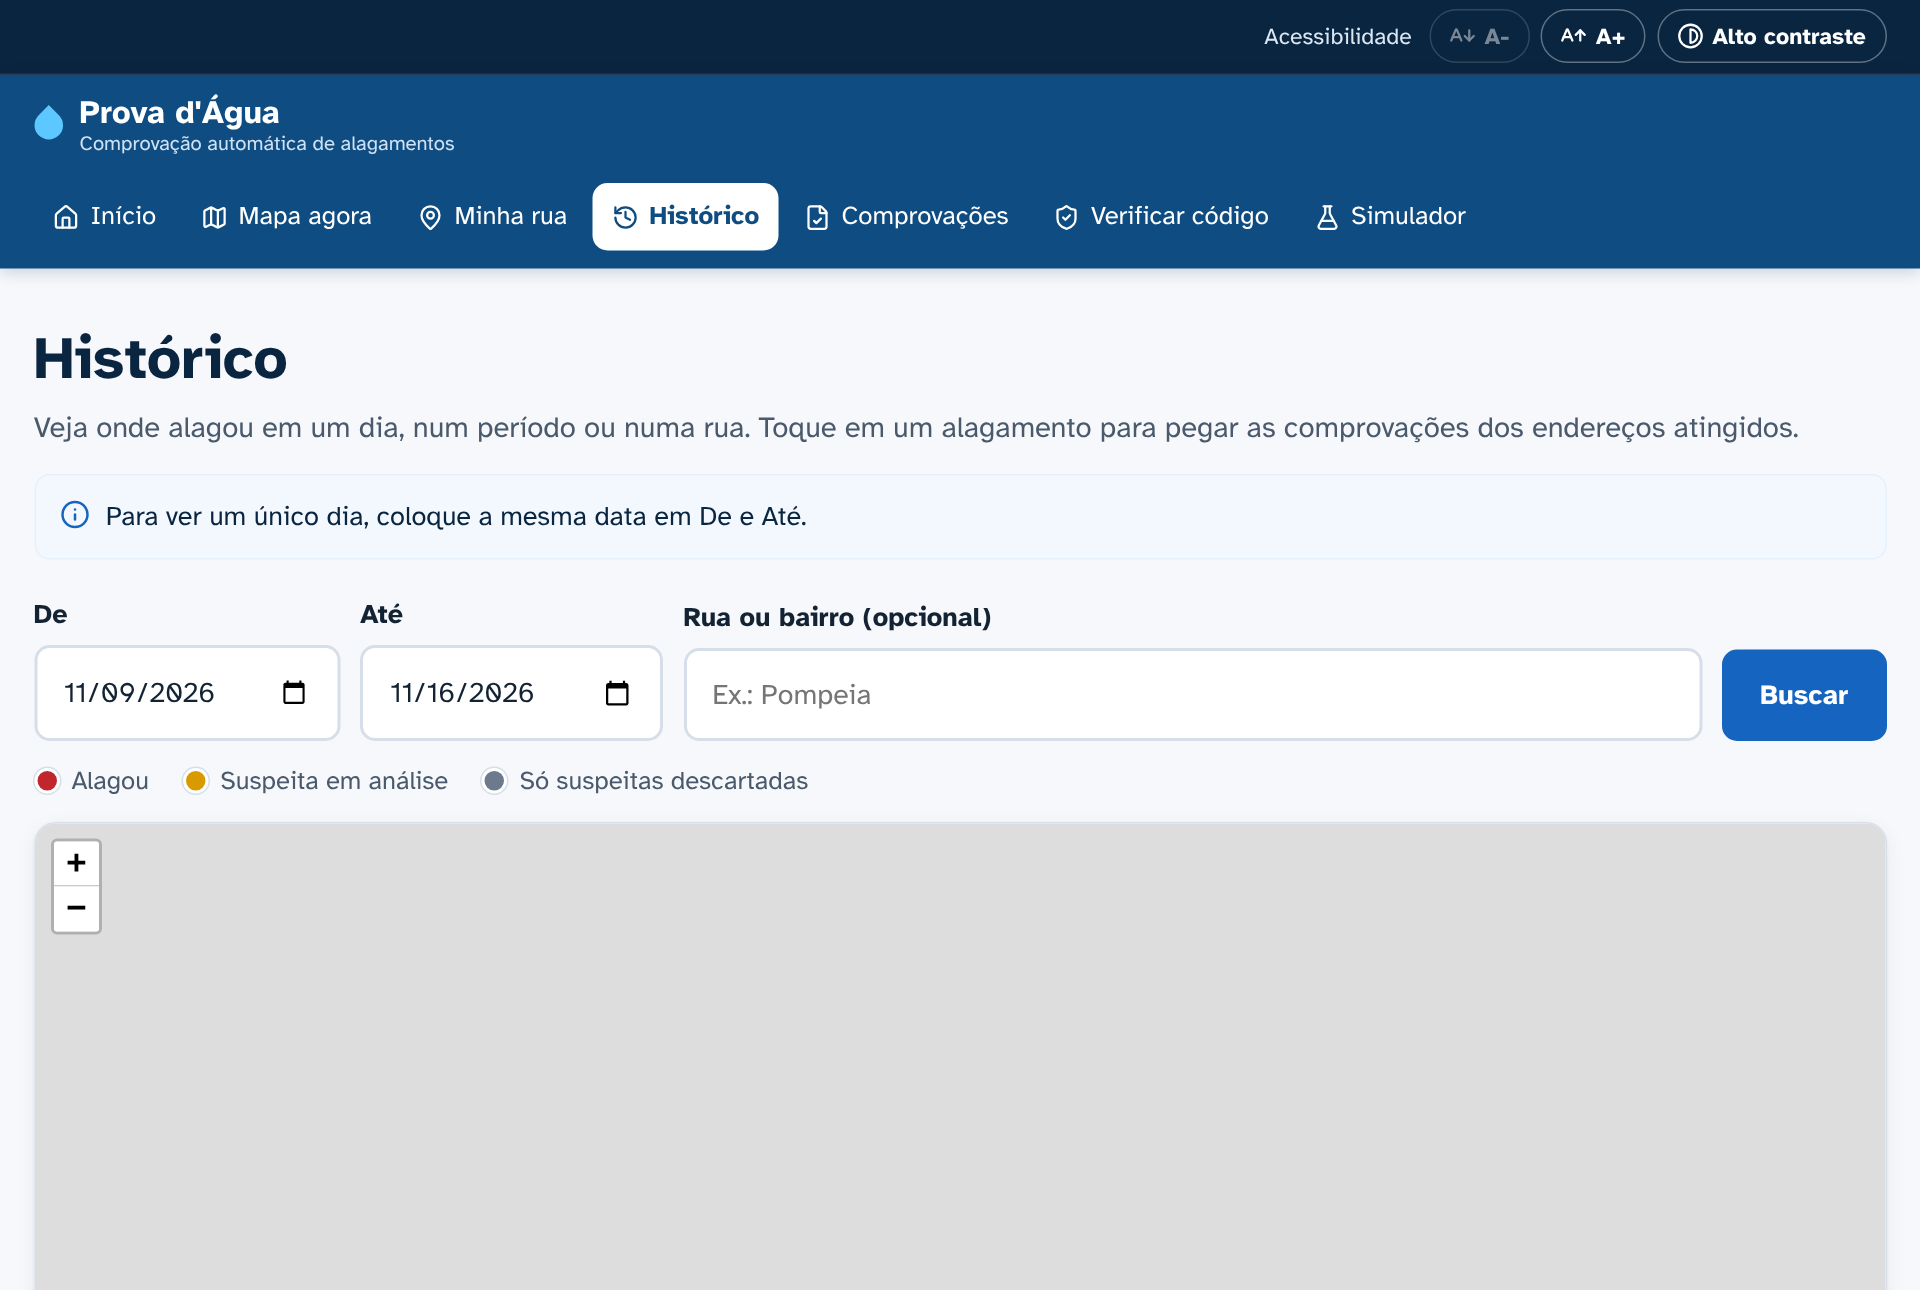 Acessibilidade A- A+ Alto contraste
Prova d'Água
Comprovação automática de alagamentos
Início Mapa agora Minha rua Histórico Comprovações Verificar código Simulador
Histórico
Veja onde alagou em um dia, num período ou numa rua. Toque em um alagamento para pegar as comprovações dos endereços atingidos.
Para ver um único dia, coloque a mesma data em De e Até.
De Até Rua ou bairro (opcional)
11/09/2026 11/16/2026 Ex.: Pompeia Buscar
Alagou Suspeita em análise Só suspeitas descartadas
+
−